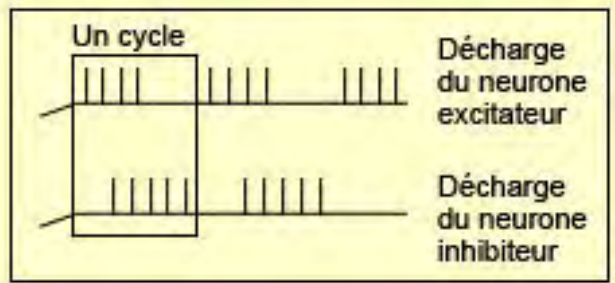 Un cycle
Décharge
du neurone
excitateur
Décharge
du neurone
inhibiteur